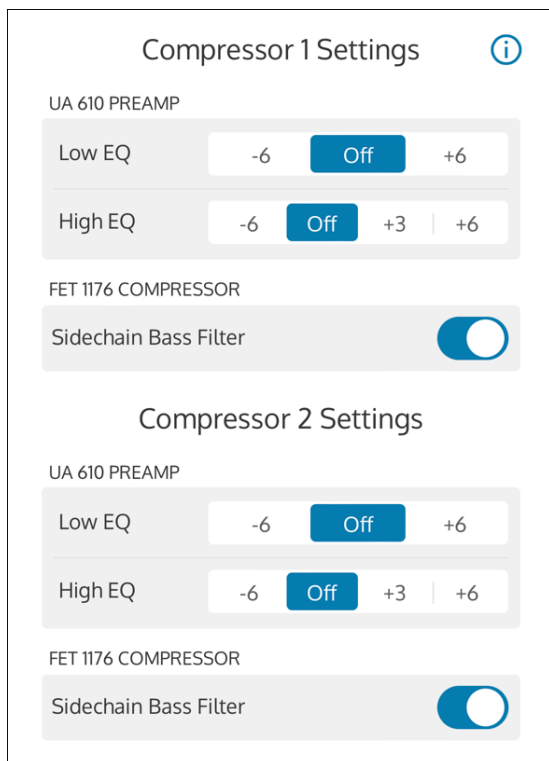 Compressor 1 Settings i
UA 610 PREAMP
Low EQ -6 Off +6
High EQ -6 Off +3 +6
FET 1176 COMPRESSOR
Sidechain Bass Filter
Compressor 2 Settings
UA 610 PREAMP
Low EQ -6 Off +6
High EQ -6 Off +3 +6
FET 1176 COMPRESSOR
Sidechain Bass Filter